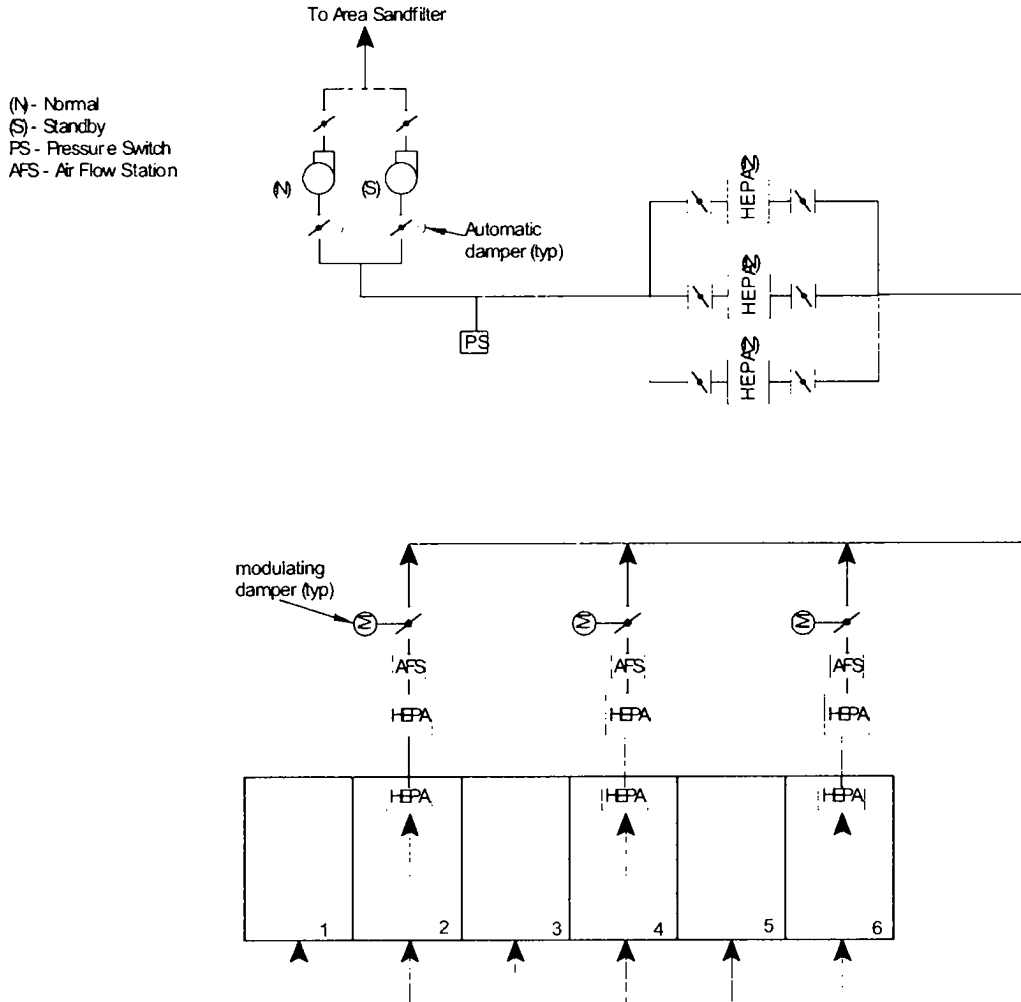 To Area Sandfilter
(N) - Normal
(S) - Standby
PS - Pressure Switch
AFS - Air Flow Station
(N)
(S)
Automatic
damper (typ)
PS
HEPA
HEPA
HEPA
modulating
damper (typ)
M
M
M
AFS
AFS
AFS
HEPA
HEPA
HEPA
HEPA
HEPA
HEPA
1
2
3
4
5
6